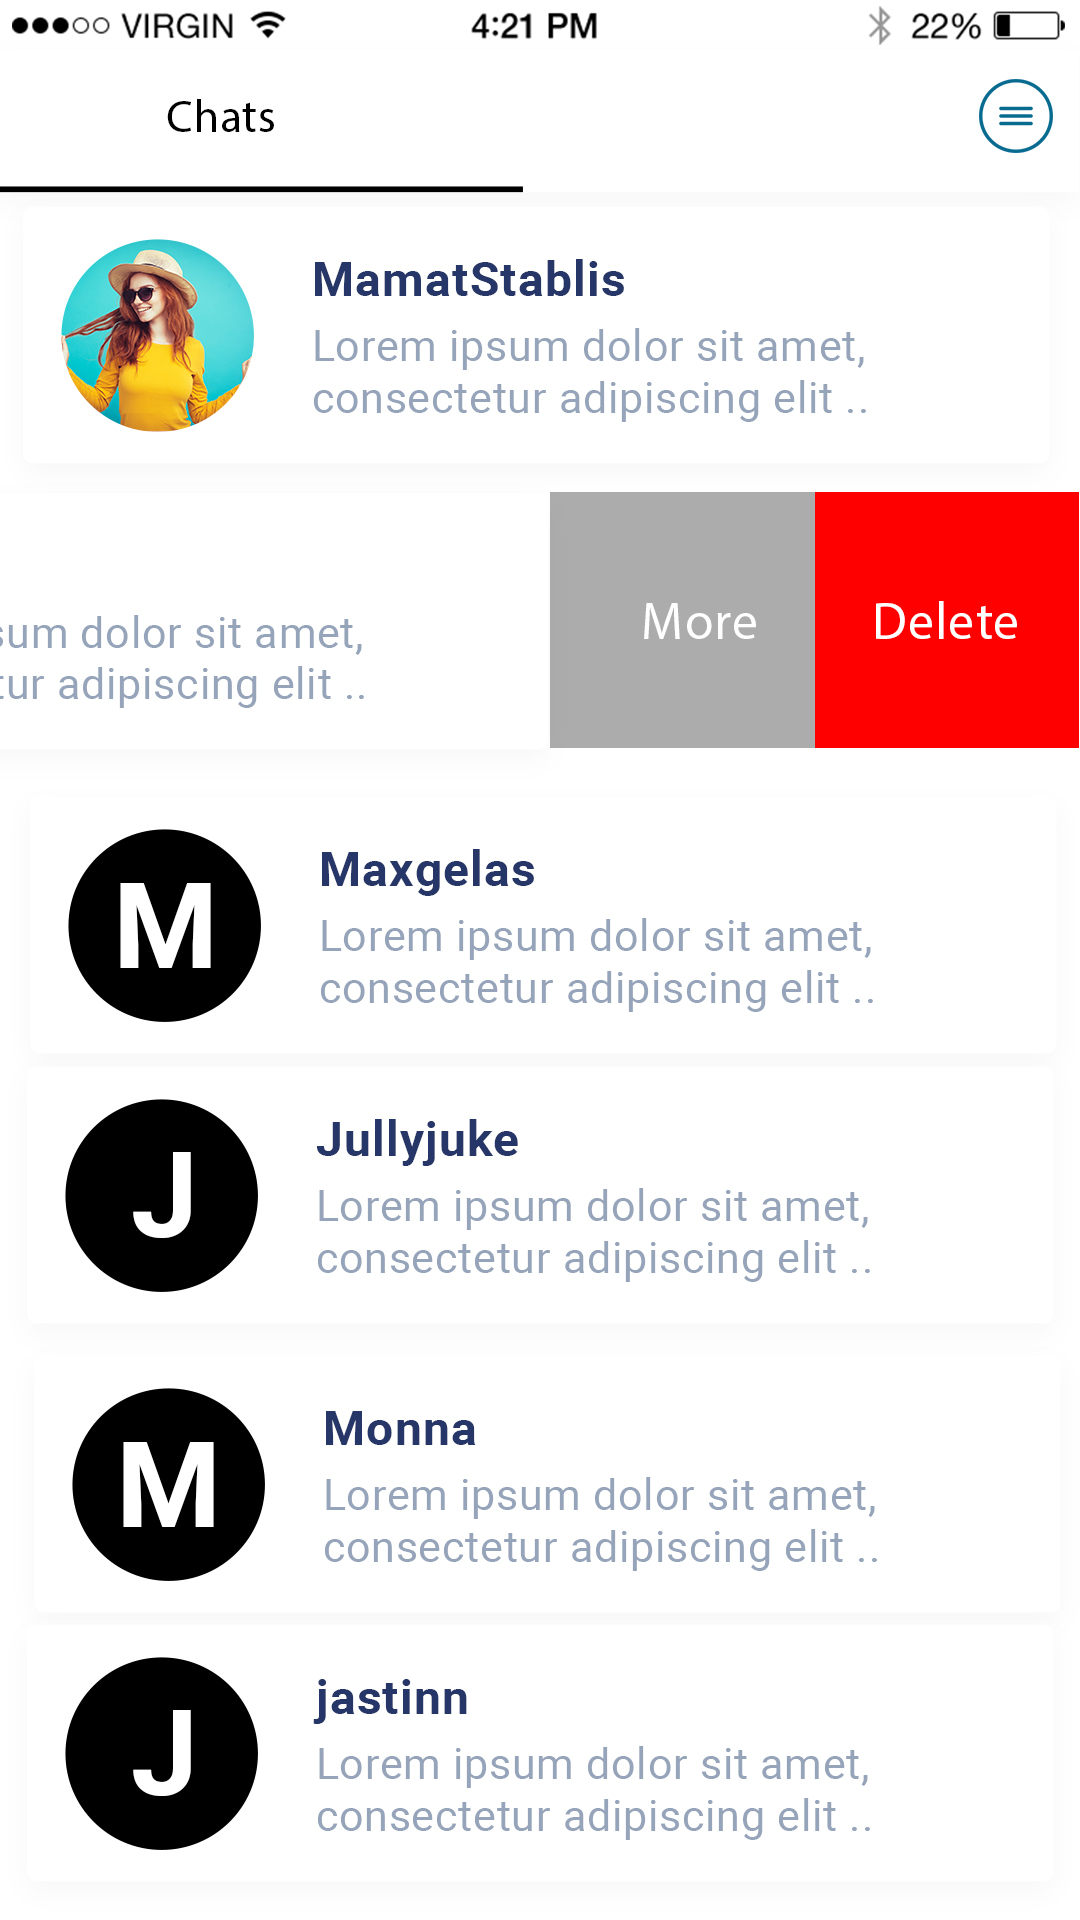 VIRGIN 4:21 PM 22%
Chats
MamatStablis
Lorem ipsum dolor sit amet,
consectetur adipiscing elit ..
sum dolor sit amet,
tur adipiscing elit ..
More Delete
M
Maxgelas
Lorem ipsum dolor sit amet,
consectetur adipiscing elit ..
J
Jullyjuke
Lorem ipsum dolor sit amet,
consectetur adipiscing elit ..
M
Monna
Lorem ipsum dolor sit amet,
consectetur adipiscing elit ..
J
jastinn
Lorem ipsum dolor sit amet,
consectetur adipiscing elit ..